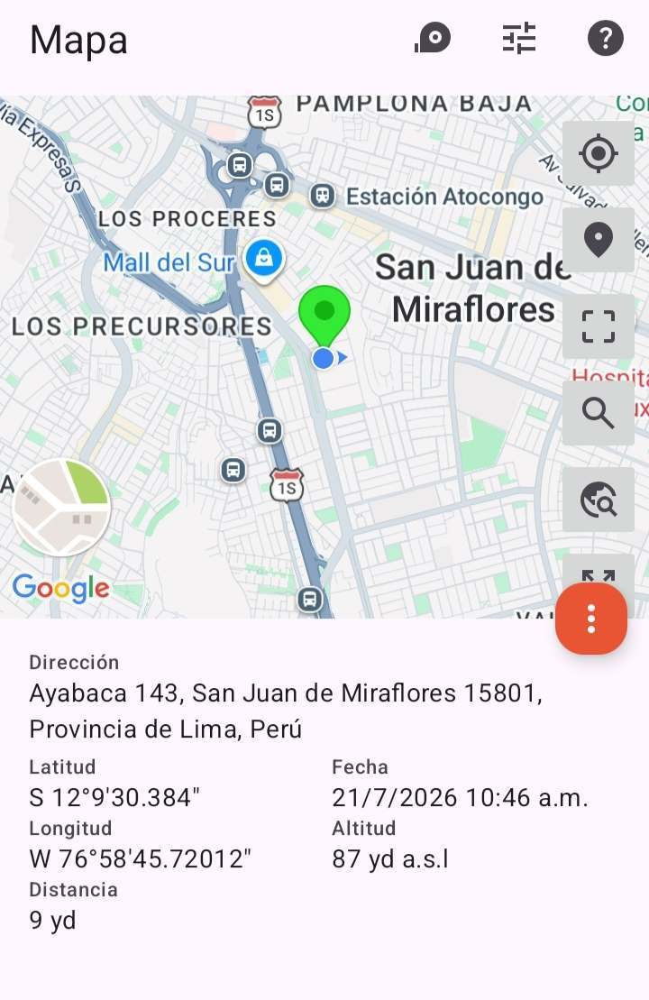 Mapa
PAMPLONA BAJA
1S
Vía Expresa S
Estación Atocongo
LOS PROCERES
Mall del Sur
San Juan de
Miraflores
LOS PRECURSORES
Hospita
1S
Google
Dirección
Ayabaca 143, San Juan de Miraflores 15801,
Provincia de Lima, Perú
Latitud
S 12°9'30.384"
Fecha
21/7/2026 10:46 a.m.
Longitud
W 76°58'45.72012"
Altitud
87 yd a.s.l
Distancia
9 yd